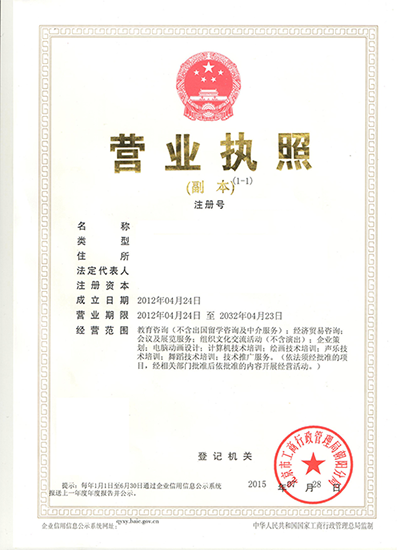 营业执照
(副 本)(1-1)
注册号
名 称
类 型
住 所
法定代表人
注册资本
成立日期 2012年04月24日
营业期限 2012年04月24日 至 2032年04月23日
经营范围 教育咨询（不含出国留学咨询及中介服务）；经济贸易咨询；
会议及展览服务；组织文化交流活动（不含演出）；企业策
划；电脑动画设计；计算机技术培训；绘画技术培训；声乐技
术培训；舞蹈技术培训；技术推广服务。（依法须经批准的项
目，经相关部门批准后依批准的内容开展经营活动。）
登记机关
北京市工商行政管理局朝阳分局
2015 年 月 28 日
提示：每年1月1日至6月30日通过企业信用信息公示系统
报送上一年度年度报告并公示。
qyxy.baic.gov.cn
企业信用信息公示系统网址：
中华人民共和国国家工商行政管理总局监制